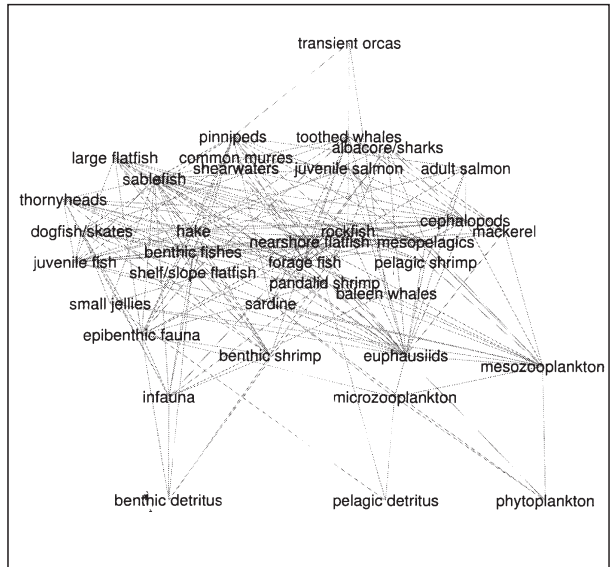 transient orcas
pinnipeds
toothed whales
albacore/sharks
large flatfish
common murres
shearwaters
juvenile salmon
adult salmon
sablefish
thornyheads
cephalopods
dogfish/skates
hake
rockfish
mackerel
nearshore flatfish
mesopelagics
benthic fishes
juvenile fish
forage fish
pelagic shrimp
shelf/slope flatfish
pandalid shrimp
baleen whales
small jellies
sardine
epibenthic fauna
benthic shrimp
euphausiids
mesozooplankton
infauna
microzooplankton
benthic detritus
pelagic detritus
phytoplankton